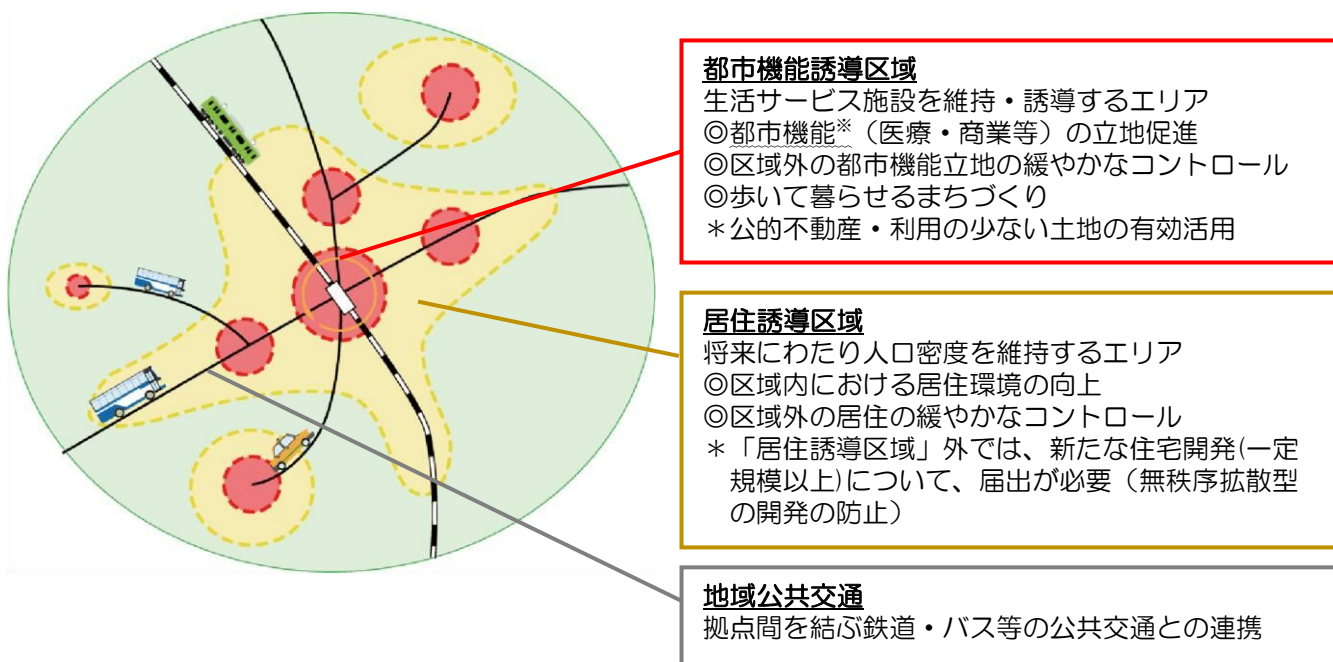 都市機能誘導区域
生活サービス施設を維持・誘導するエリア
◎都市機能※（医療・商業等）の立地促進
◎区域外の都市機能立地の緩やかなコントロール
◎歩いて暮らせるまちづくり
＊公的不動産・利用の少ない土地の有効活用
居住誘導区域
将来にわたり人口密度を維持するエリア
◎区域内における居住環境の向上
◎区域外の居住の緩やかなコントロール
＊「居住誘導区域」外では、新たな住宅開発(一定
規模以上)について、届出が必要（無秩序拡散型
の開発の防止）
地域公共交通
拠点間を結ぶ鉄道・バス等の公共交通との連携